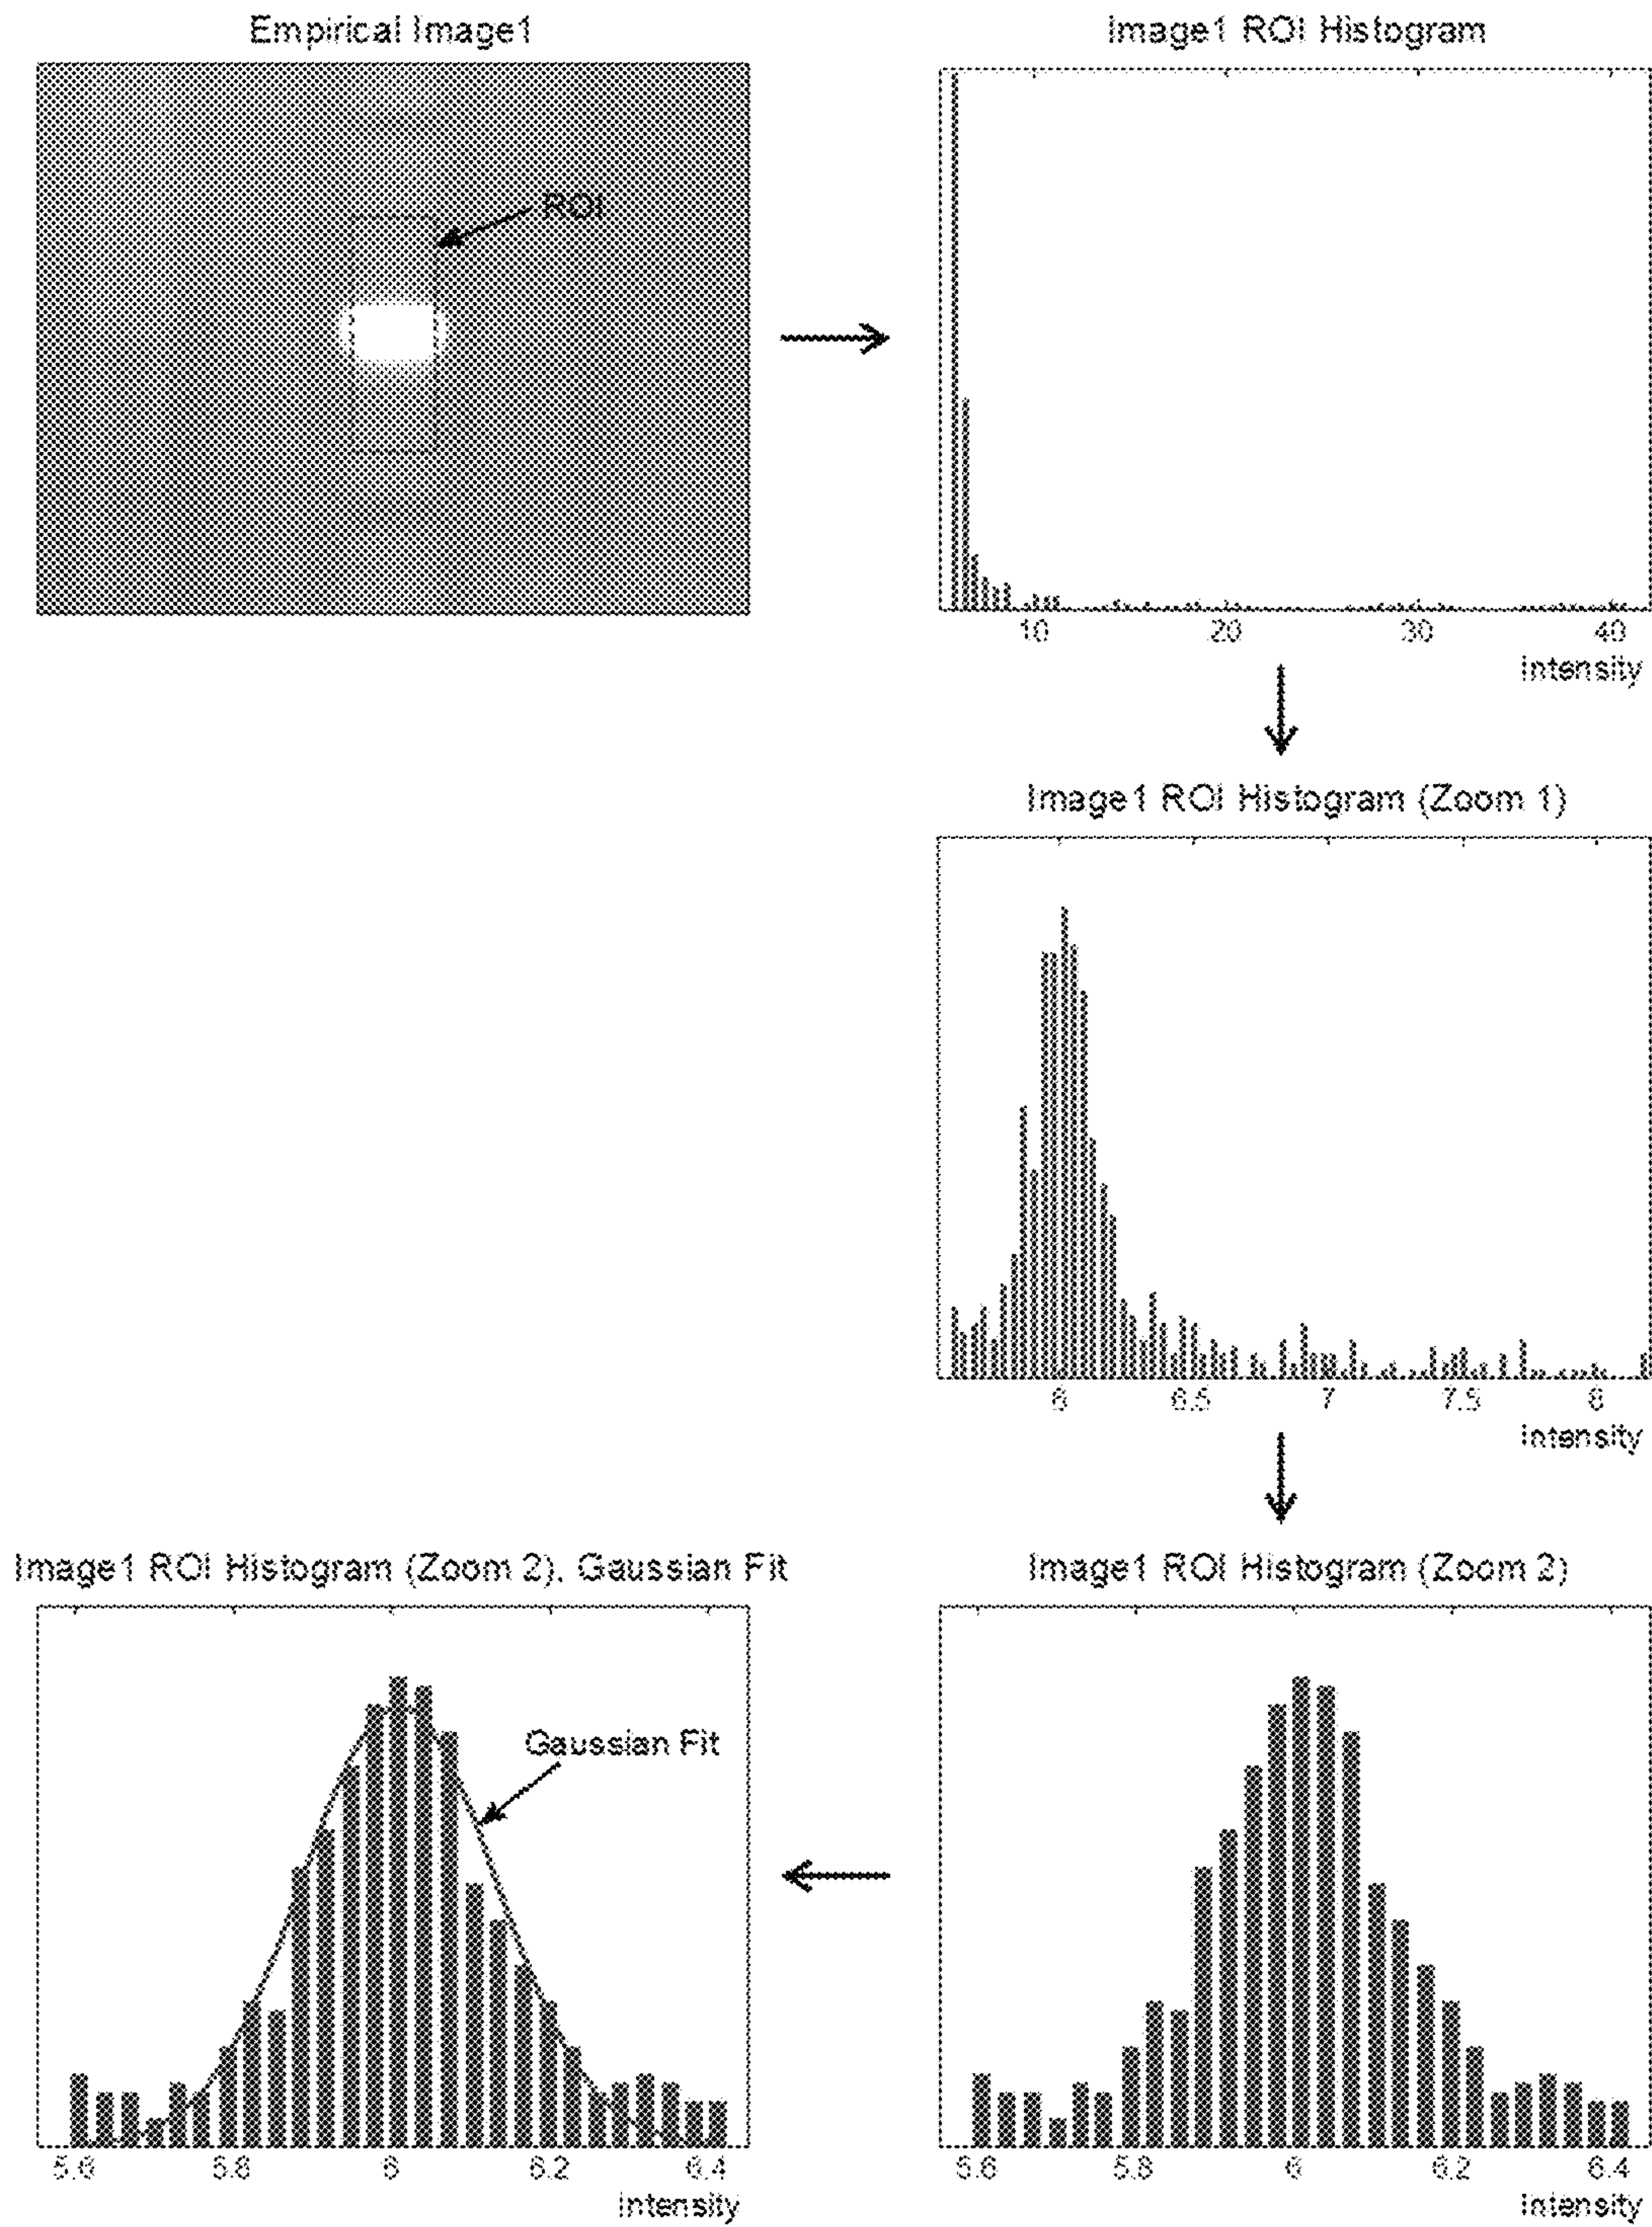 Empirical Image1
Image1 ROI Histogram
ROI
10 20 30 40
Intensity
Image1 ROI Histogram (Zoom 1)
6 6.5 7 7.5 8
Intensity
Image1 ROI Histogram (Zoom 2), Gaussian Fit
Image1 ROI Histogram (Zoom 2)
Gaussian Fit
5.6 5.8 6 6.2 6.4
Intensity
5.6 5.8 6 6.2 6.4
Intensity